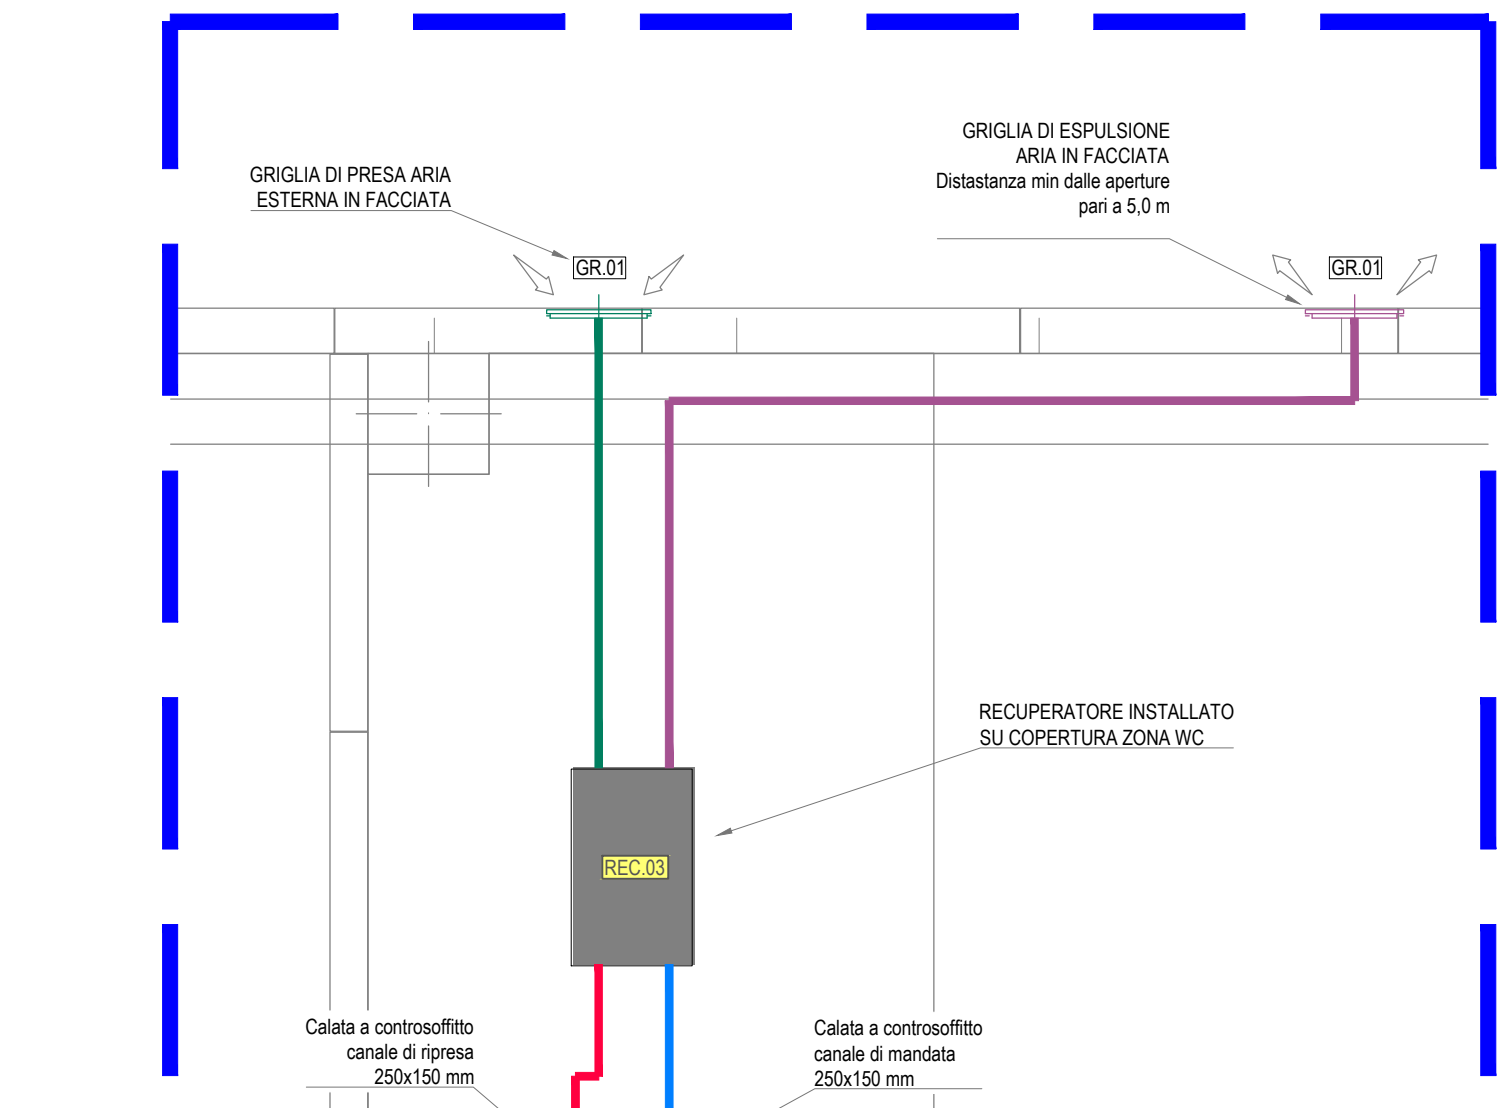 GRIGLIA DI ESPULSIONE
ARIA IN FACCIATA
Distastanza min dalle aperture
pari a 5,0 m
GRIGLIA DI PRESA ARIA
ESTERNA IN FACCIATA
GR.01
GR.01
RECUPERATORE INSTALLATO
SU COPERTURA ZONA WC
REC.03
Calata a controsoffitto
canale di ripresa
250x150 mm
Calata a controsoffitto
canale di mandata
250x150 mm